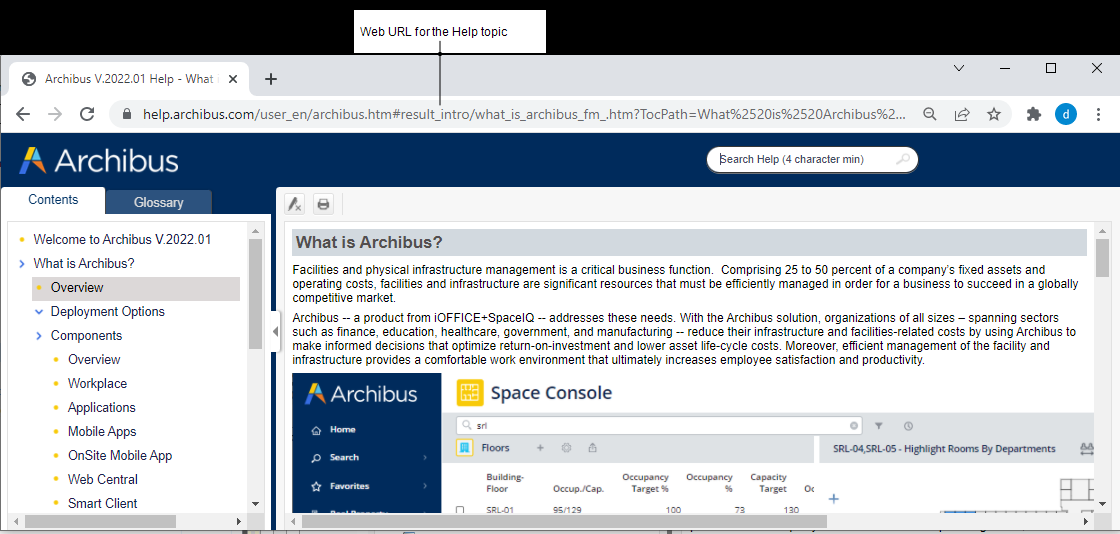 Web URL for the Help topic
Archibus V.2022.01 Help - What i
help.archibus.com/user_en/archibus.htm#result_intro/what_is_archibus_fm_.htm?TocPath=What%2520is%2520Archibus%2...
d
Archibus
Search Help (4 character min)
Contents
Glossary
Welcome to Archibus V.2022.01
What is Archibus?
Overview
Deployment Options
Components
Overview
Workplace
Applications
Mobile Apps
OnSite Mobile App
Web Central
Smart Client
What is Archibus?
Facilities and physical infrastructure management is a critical business function.  Comprising 25 to 50 percent of a company's fixed assets and
operating costs, facilities and infrastructure are significant resources that must be efficiently managed in order for a business to succeed in a globally
competitive market.
Archibus -- a product from iOFFICE+SpaceIQ -- addresses these needs. With the Archibus solution, organizations of all sizes – spanning sectors
such as finance, education, healthcare, government, and manufacturing -- reduce their infrastructure and facilities-related costs by using Archibus to
make informed decisions that optimize return-on-investment and lower asset life-cycle costs. Moreover, efficient management of the facility and
infrastructure provides a comfortable work environment that ultimately increases employee satisfaction and productivity.
Archibus
Home
Search
Favorites
Space Console
srl
Floors
SRL-04,SRL-05 - Highlight Rooms By Departments
Building-
Floor
Occup./Cap.
Occupancy
Target %
Occupancy
%
Capacity
Target
SRL-01
95/129
100
73
130